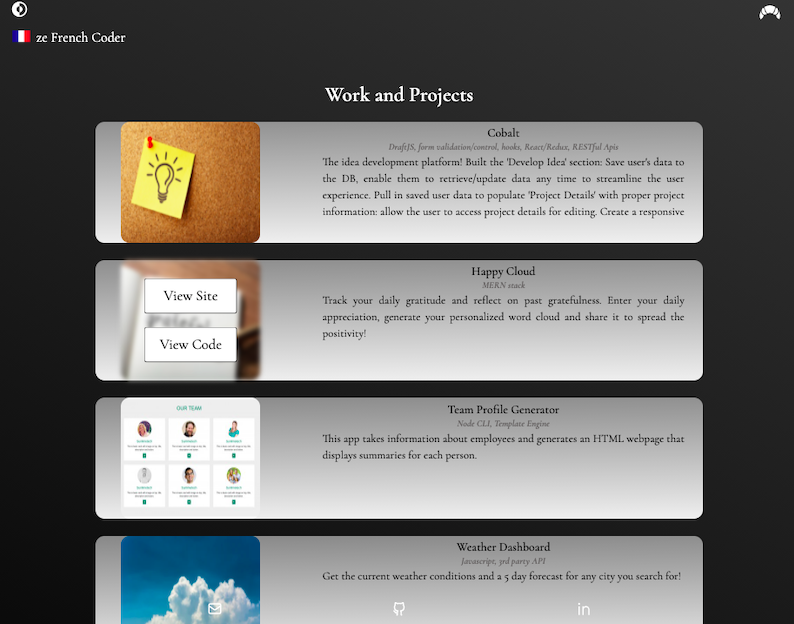 ze French Coder
Work and Projects
Cobalt
DraftJS, form validation/control, hooks, React/Redux, RESTful Apis
The idea development platform! Built the 'Develop Idea' section: Save user's data to
the DB, enable them to retrieve/update data any time to streamline the user
experience. Pull in saved user data to populate 'Project Details' with proper project
information: allow the user to access project details for editing. Create a responsive
View Site
View Code
Happy Cloud
MERN stack
Track your daily gratitude and reflect on past gratefulness. Enter your daily
appreciation, generate your personalized word cloud and share it to spread the
positivity!
OUR TEAM
Team Profile Generator
Node CLI, Template Engine
This app takes information about employees and generates an HTML webpage that
displays summaries for each person.
Weather Dashboard
Javascript, 3rd party API
Get the current weather conditions and a 5 day forecast for any city you search for!
in